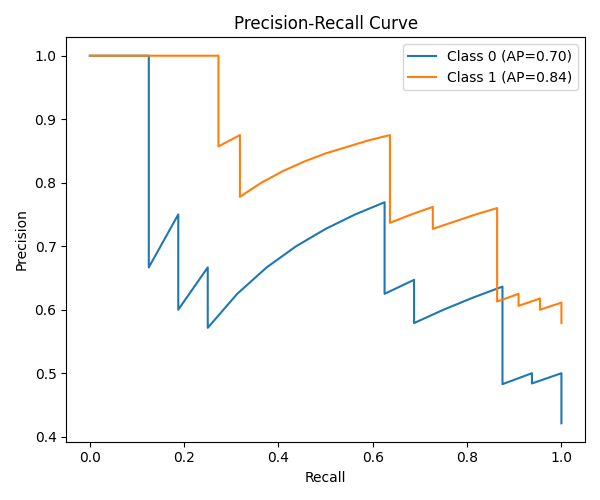 Precision-Recall Curve
Class 0 (AP=0.70)
Class 1 (AP=0.84)
Precision
1.0
0.9
0.8
0.7
0.6
0.5
0.4
0.0 0.2 0.4 0.6 0.8 1.0
Recall